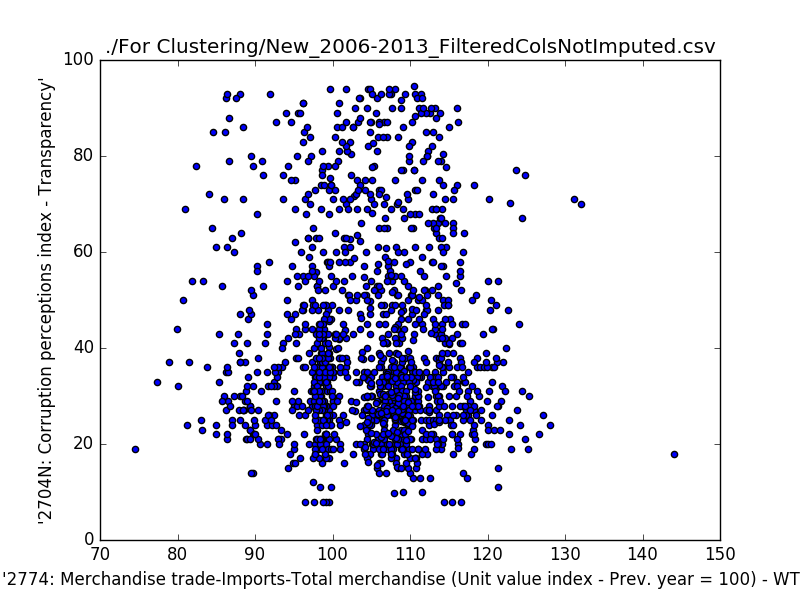 ./For Clustering/New_2006-2013_FilteredColsNotImputed.csv
'2704N: Corruption perceptions index - Transparency'
100
80
60
40
20
0
70 80 90 100 110 120 130 140 150
'2774: Merchandise trade-Imports-Total merchandise (Unit value index - Prev. year = 100) - WT